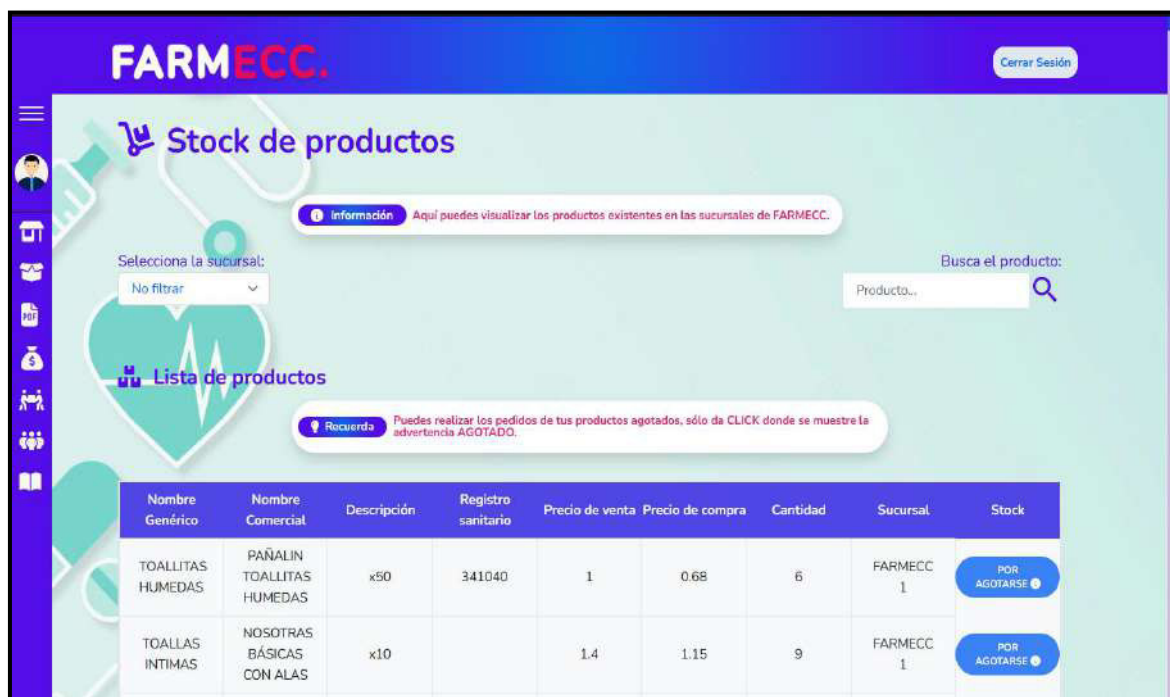 FARMECC.
Cerrar Sesión
Stock de productos
Información Aquí puedes visualizar los productos existentes en las sucursales de FARMECC.
Selecciona la sucursal:
Busca el producto:
No filtrar
Producto...
PDF
Lista de productos
Recuerda Puedes realizar los pedidos de tus productos agotados, sólo da CLICK donde se muestre la
advertencia AGOTADO.
Nombre Genérico Nombre Comercial Descripción Registro sanitario Precio de venta Precio de compra Cantidad Sucursal Stock
TOALLITAS HUMEDAS PAÑALIN TOALLITAS HUMEDAS x50 341040 1 0.68 6 FARMECC 1 POR AGOTARSE
TOALLAS INTIMAS NOSOTRAS BÁSICAS CON ALAS x10 1.4 1.15 9 FARMECC 1 POR AGOTARSE